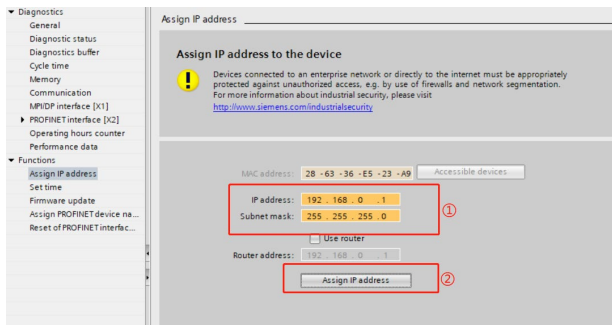 Diagnostics
General
Diagnostic status
Diagnostics buffer
Cycle time
Memory
Communication
MPI/DP interface [X1]
PROFINET interface [X2]
Operating hours counter
Performance data
Functions
Assign IP address
Set time
Firmware update
Assign PROFINET device na...
Reset of PROFINET interfac...
Assign IP address
Assign IP address to the device
Devices connected to an enterprise network or directly to the internet must be appropriately
protected against unauthorized access, e.g. by use of firewalls and network segmentation.
For more information about industrial security, please visit
http://www.siemens.com/industrialsecurity
MAC address: 28 -63 -36 -E5 -23 -A9 Accessible devices
IP address: 192 . 168 . 0 . 1
Subnet mask: 255 . 255 . 255 . 0
①
Use router
Router address: 192 . 168 . 0 . 1
Assign IP address ②